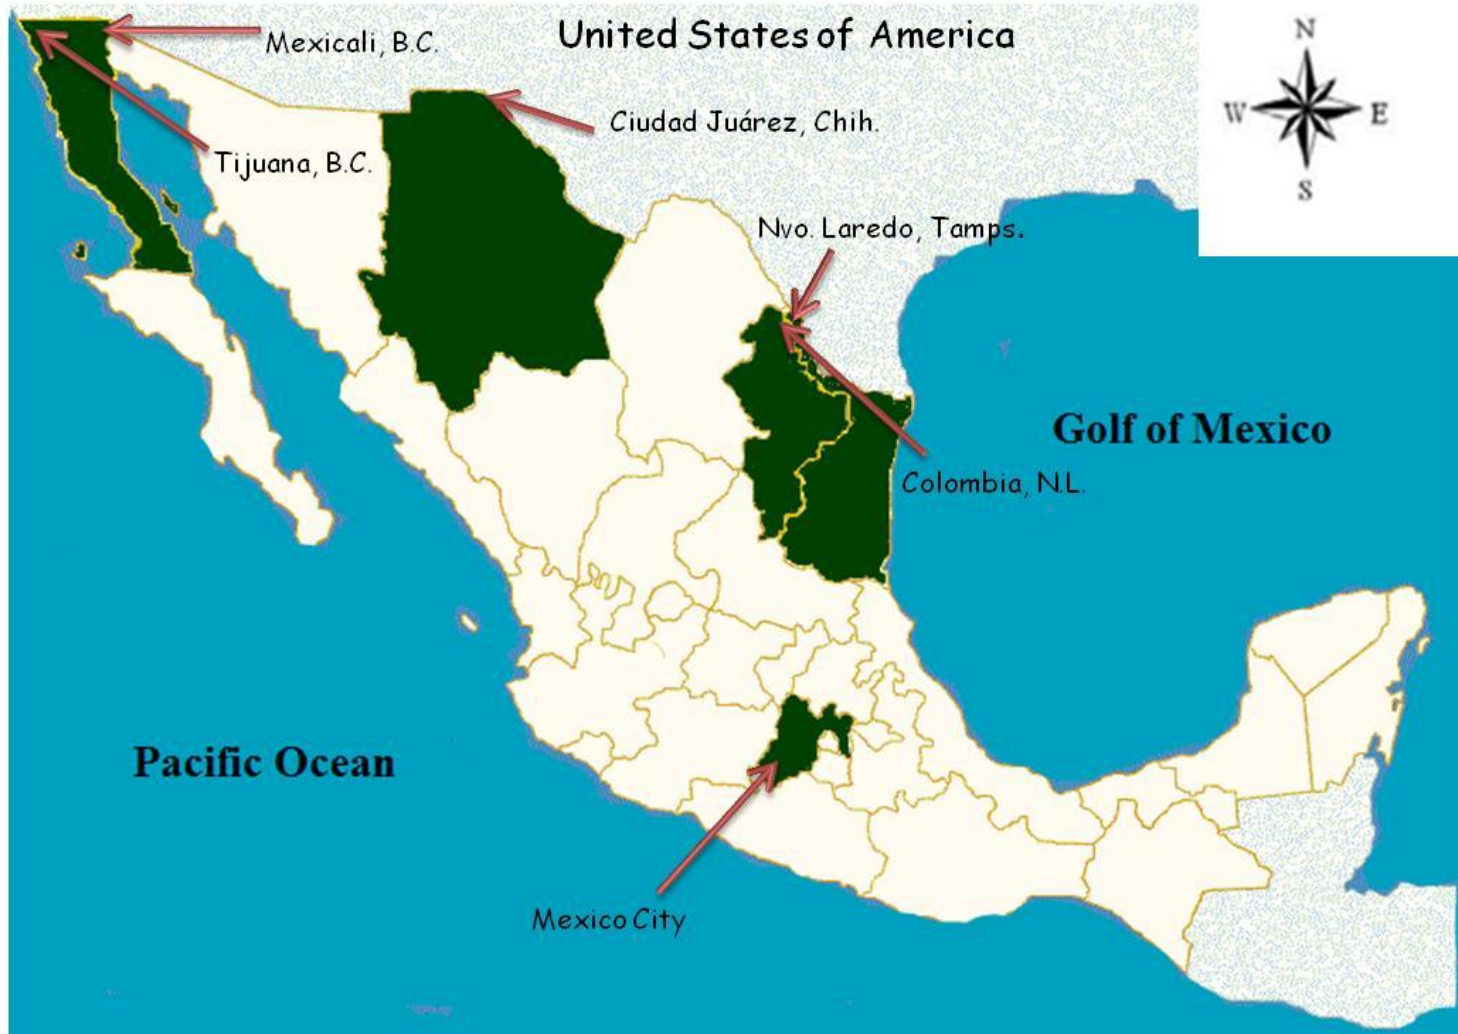 United States of America
Mexicali, B.C.
N
W
E
S
Ciudad Juárez, Chih.
Tijuana, B.C.
Nvo. Laredo, Tamps.
Golf of Mexico
Colombia, N.L.
Pacific Ocean
Mexico City